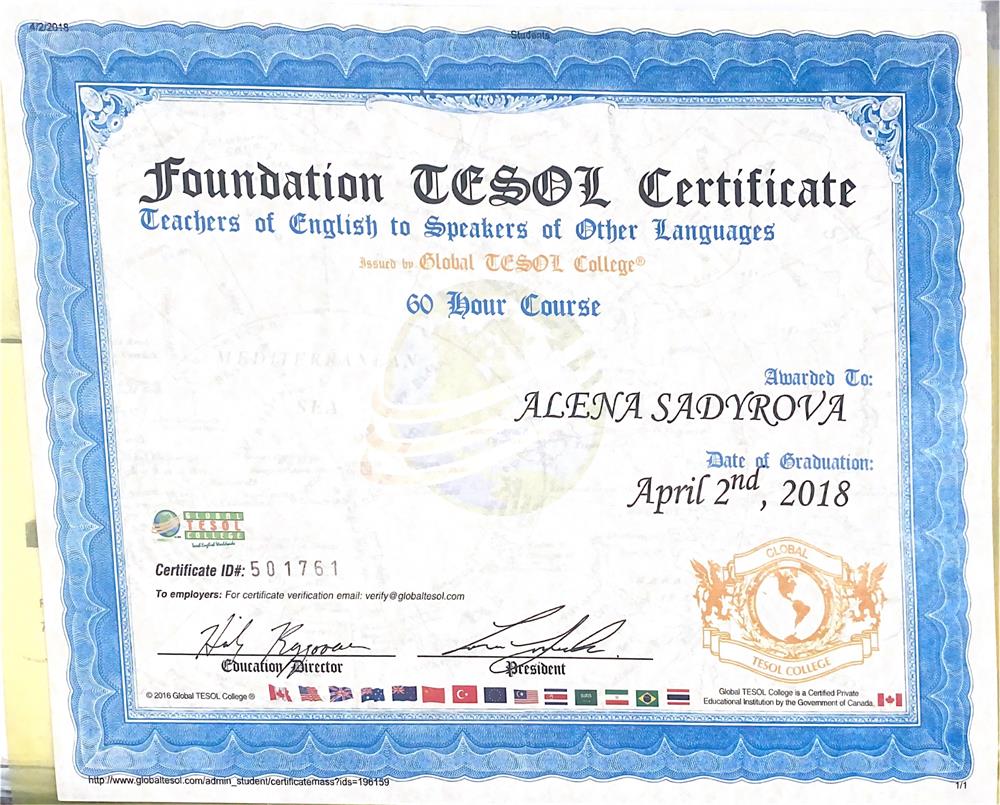 4/2/2018
Students
Foundation TESOL Certificate
Teachers of English to Speakers of Other Languages
Issued by Global TESOL College®
60 Hour Course
MEDITERRANEAN
SEA
Awarded To:
ALENA SADYROVA
Date of Graduation:
April 2nd, 2018
GLOBAL
TESOL
COLLEGE
Teach English Worldwide
Certificate ID#: 501761
To employers: For certificate verification email: verify@globaltesol.com
Education Director
President
GLOBAL
TESOL COLLEGE
© 2016 Global TESOL College ®
Global TESOL College is a Certified Private
Educational Institution by the Government of Canada.
http://www.globaltesol.com/admin_student/certificatemass?ids=196159
1/1